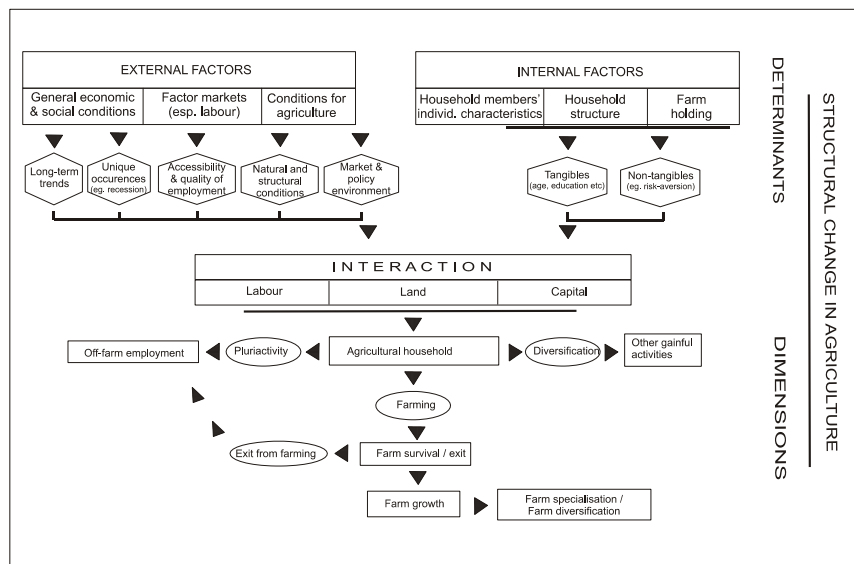 EXTERNAL FACTORS
General economic
& social conditions
Factor markets
(esp. labour)
Conditions for
agriculture
INTERNAL FACTORS
Household members'
individ. characteristics
Household
structure
Farm
holding
Long-term
trends
Unique
occurences
(eg. recession)
Accessibility
& quality of
employment
Natural and
structural
conditions
Market &
policy
environment
Tangibles
(age, education etc)
Non-tangibles
(eg. risk-aversion)
INTERACTION
Labour
Land
Capital
Off-farm employment
Pluriactivity
Agricultural household
Diversification
Other gainful
activities
Farming
Exit from farming
Farm survival / exit
Farm growth
Farm specialisation /
Farm diversification
DETERMINANTS
DIMENSIONS
STRUCTURAL CHANGE IN AGRICULTURE